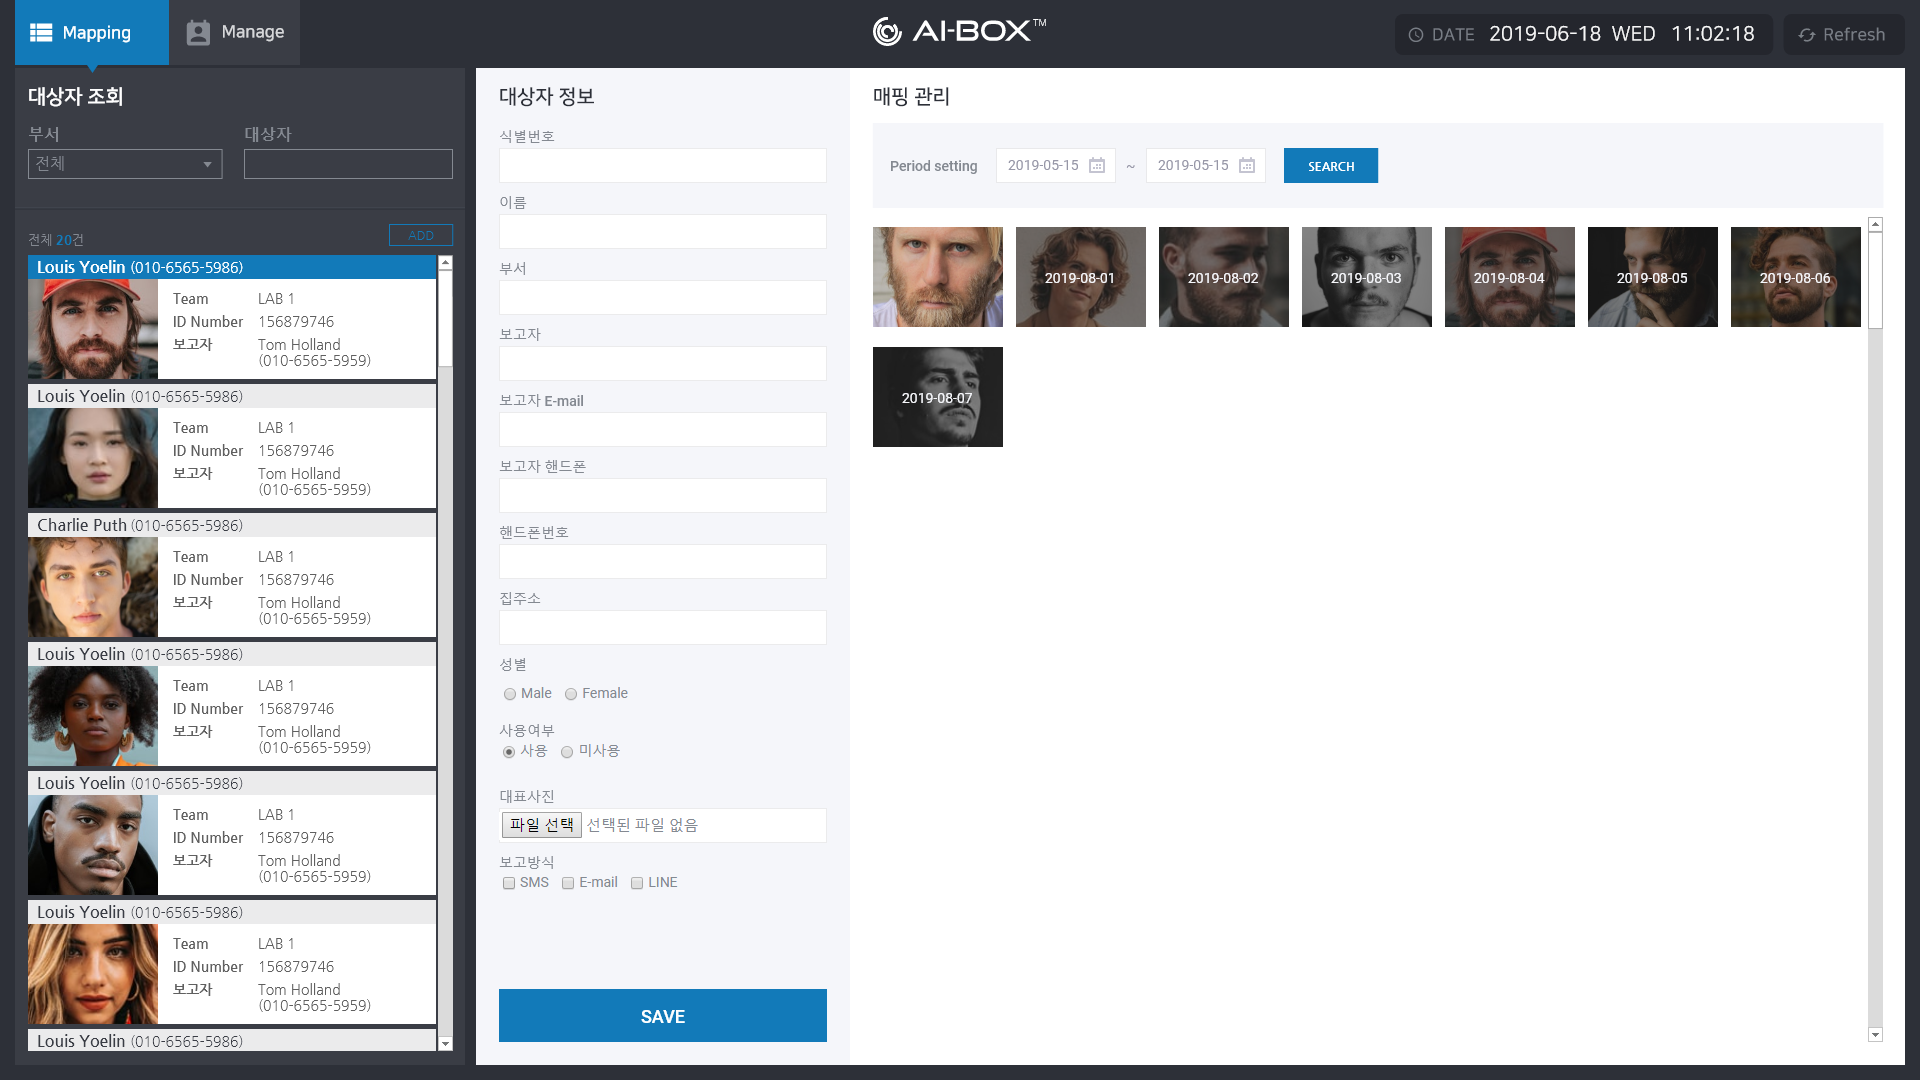 Mapping
Manage
AI-BOX™
DATE 2019-06-18 WED 11:02:18
Refresh
대상자 조회
부서
대상자
전체
전체 20건
ADD
Louis Yoelin (010-6565-5986)
Team LAB 1
ID Number 156879746
보고자 Tom Holland
(010-6565-5959)
Louis Yoelin (010-6565-5986)
Team LAB 1
ID Number 156879746
보고자 Tom Holland
(010-6565-5959)
Charlie Puth (010-6565-5986)
Team LAB 1
ID Number 156879746
보고자 Tom Holland
(010-6565-5959)
Louis Yoelin (010-6565-5986)
Team LAB 1
ID Number 156879746
보고자 Tom Holland
(010-6565-5959)
Louis Yoelin (010-6565-5986)
Team LAB 1
ID Number 156879746
보고자 Tom Holland
(010-6565-5959)
Louis Yoelin (010-6565-5986)
Team LAB 1
ID Number 156879746
보고자 Tom Holland
(010-6565-5959)
Louis Yoelin (010-6565-5986)
대상자 정보
식별번호
이름
부서
보고자
보고자 E-mail
보고자 핸드폰
핸드폰번호
집주소
성별
Male Female
사용여부
사용 미사용
대표사진
파일 선택 선택된 파일 없음
보고방식
SMS E-mail LINE
SAVE
매핑 관리
Period setting 2019-05-15 ~ 2019-05-15 SEARCH
2019-08-01 2019-08-02 2019-08-03 2019-08-04 2019-08-05 2019-08-06
2019-08-07